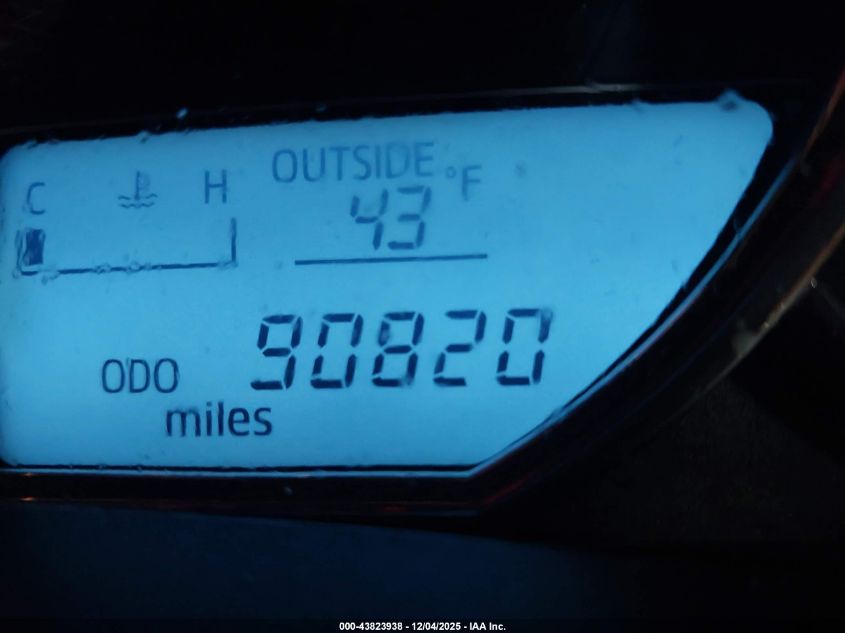 OUTSIDE °F
C H
43
90820
ODO
miles
000-43823938 - 12/04/2025 - IAA Inc.